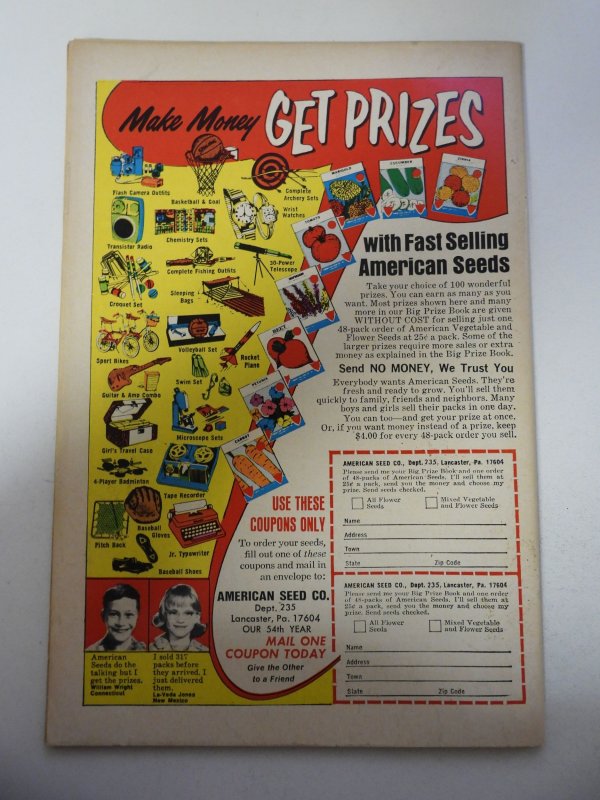 Make Money GET PRIZES
Flash Camera Outfits
Basketball & Goal
Complete
Archery Sets
Wrist
Watches
Transistor Radio
Chemistry Sets
Complete Fishing Outfits
30-Power
Telescope
Croquet Set
Sleeping
Bags
Sport Bikes
Volleyball Set
Rocket
Plane
Guitar & Amp Combo
Swim Set
Girl's Travel Case
Microscope Sets
4-Player Badminton
Tape Recorder
Pitch Back
Baseball
Gloves
Jr. Typewriter
Baseball Shoes
MARIGOLD
CUCUMBER
ZINNIA
TOMATO
BEET
PETUNIA
CARROT
with Fast Selling
American Seeds
Take your choice of 100 wonderful
prizes. You can earn as many as you
want. Most prizes shown here and many
more in our Big Prize Book are given
WITHOUT COST for selling just one
48-pack order of American Vegetable and
Flower Seeds at 25¢ a pack. Some of the
larger prizes require more sales or extra
money as explained in the Big Prize Book.
Send NO MONEY, We Trust You
Everybody wants American Seeds. They're
fresh and ready to grow. You'll sell them
quickly to family, friends and neighbors. Many
boys and girls sell their packs in one day.
You can too—and get your prize at once.
Or, if you want money instead of a prize, keep
$4.00 for every 48-pack order you sell.
USE THESE
COUPONS ONLY
To order your seeds,
fill out one of these
coupons and mail in
an envelope to:
AMERICAN SEED CO.
Dept. 235
Lancaster, Pa. 17604
OUR 54th YEAR
MAIL ONE
COUPON TODAY
Give the Other
to a Friend
American
Seeds do the
talking but I
get the prizes.
William Wright
Connecticut
I sold 317
packs before
they arrived. I
just delivered
them.
La-Veda Jones
New Mexico
AMERICAN SEED CO., Dept. 235, Lancaster, Pa. 17604
Please send me your Big Prize Book and one order
of 48-packs of American Seeds. I'll sell them at
25¢ a pack, send you the money and choose my
prize. Send seeds checked.
All Flower
Seeds
Mixed Vegetable
and Flower Seeds
Name
Address
Town
State Zip Code
AMERICAN SEED CO., Dept. 235, Lancaster, Pa. 17604
Please send me your Big Prize Book and one order
of 48-packs of American Seeds. I'll sell them at
25¢ a pack, send you the money and choose my
prize. Send seeds checked.
All Flower
Seeds
Mixed Vegetable
and Flower Seeds
Name
Address
Town
State Zip Code